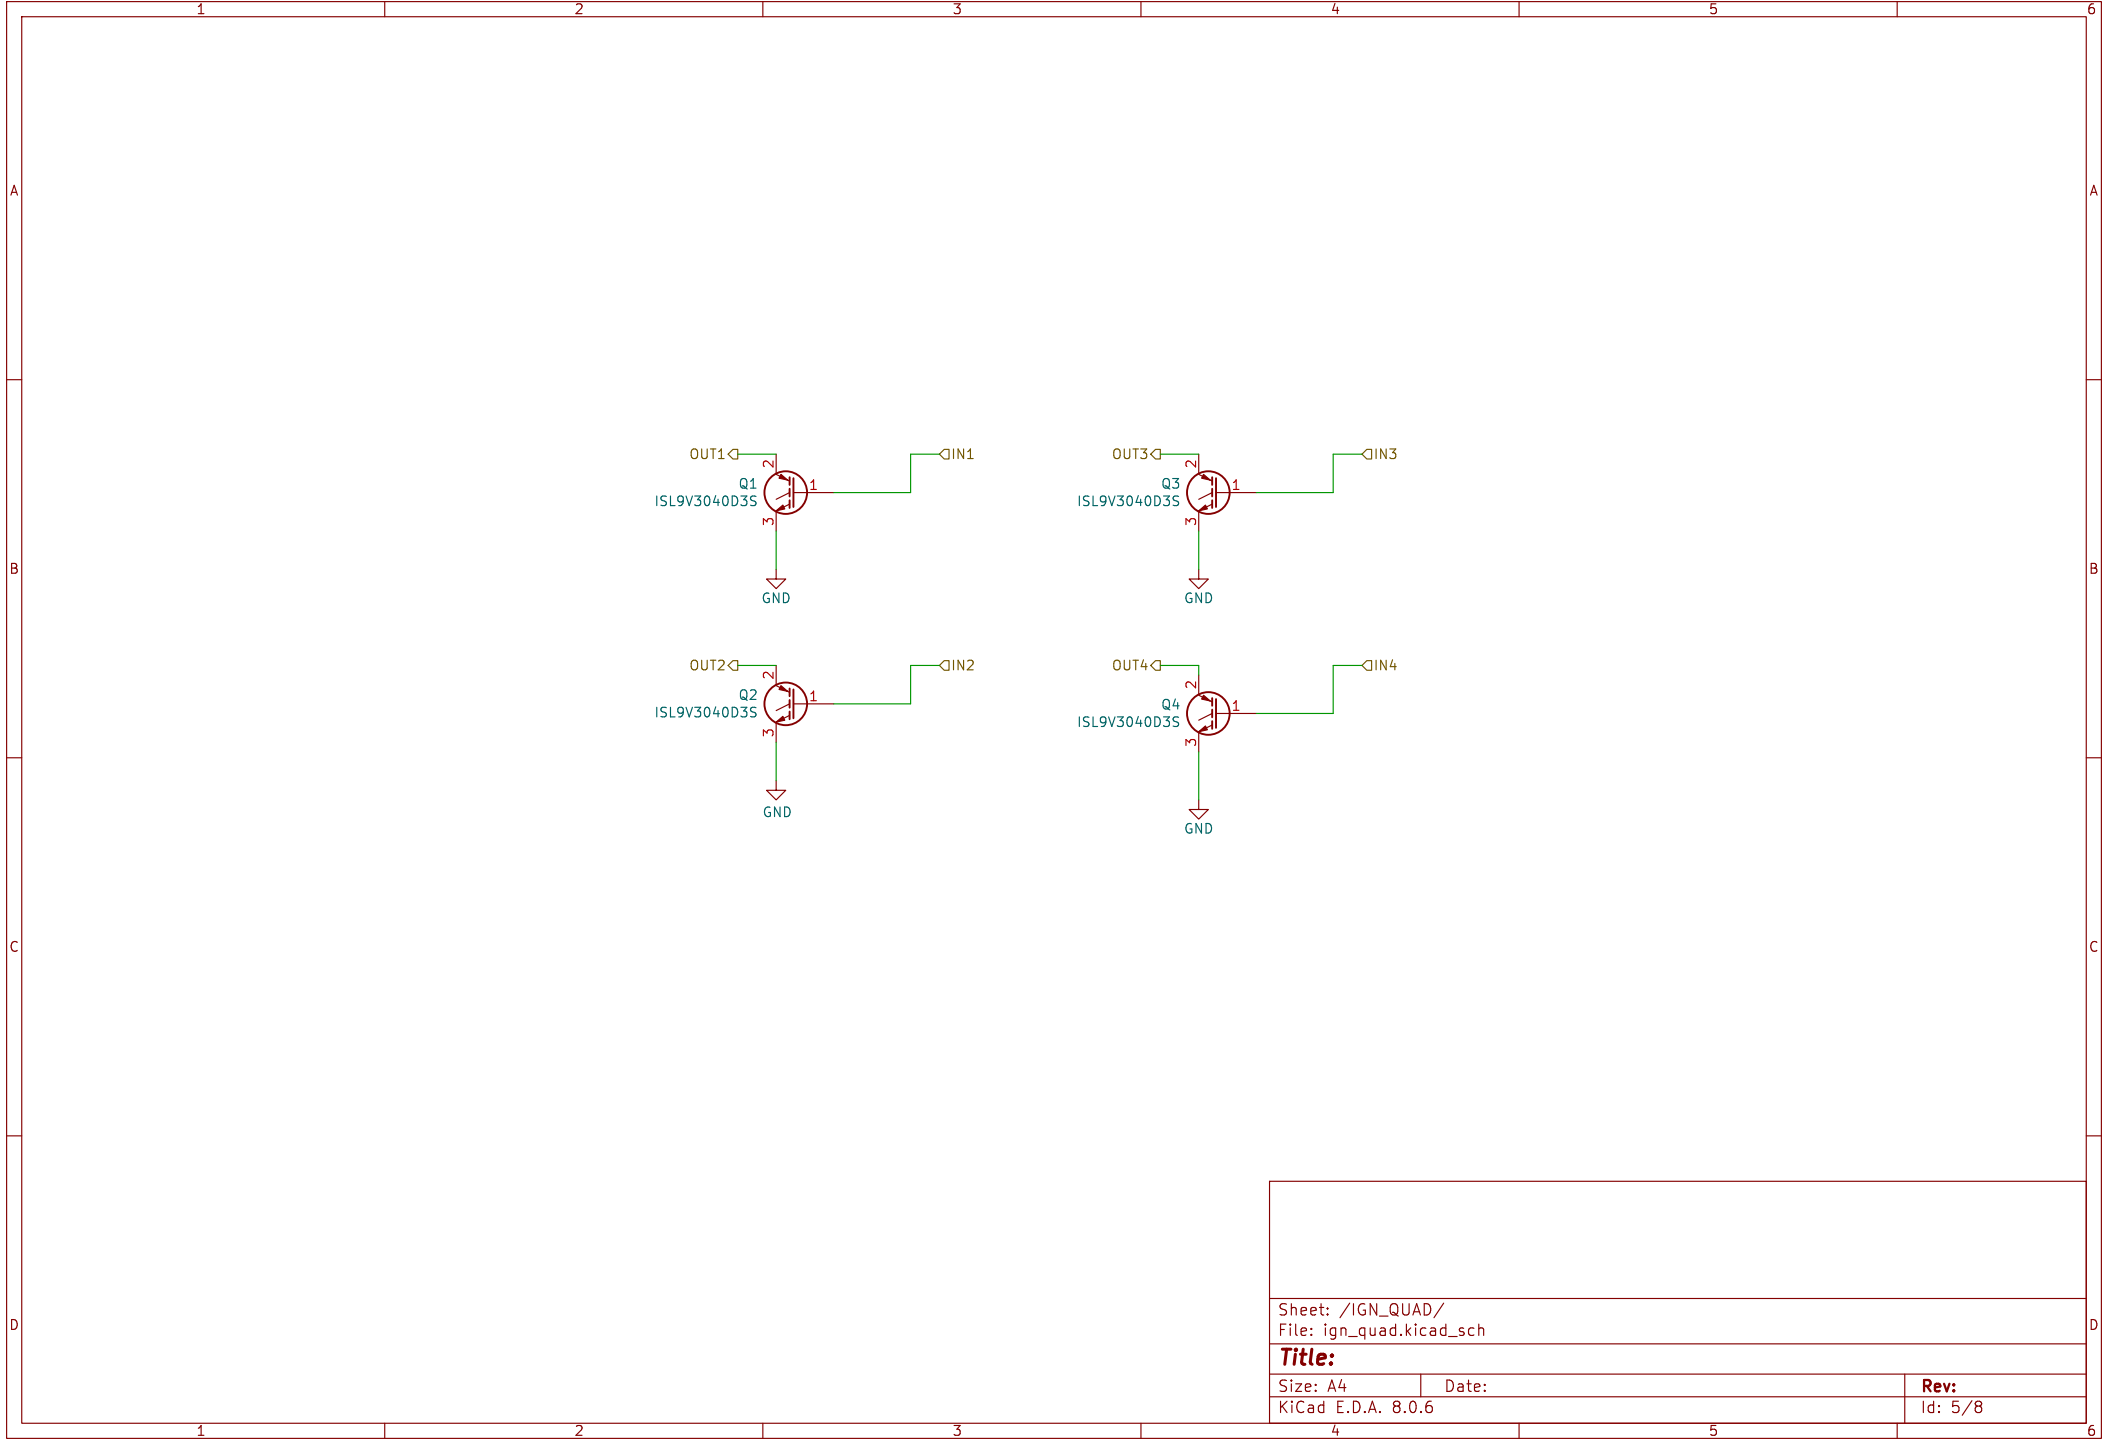 1 2 3 4 5 6
A A
OUT1 2 IN1 OUT3 2 IN3
Q1 1 Q3 1
ISL9V3040D3S ISL9V3040D3S
3 3
B B
GND GND
OUT2 2 IN2 OUT4 IN4
2
Q2 1 Q4 1
ISL9V3040D3S ISL9V3040D3S
3 3
GND GND
C C
Sheet: /IGN_QUAD/
D D
File: ign_quad.kicad_sch
Title:
Size: A4 Date: Rev:
KiCad E.D.A. 8.0.6 Id: 5/8
1 2 3 4 5 6